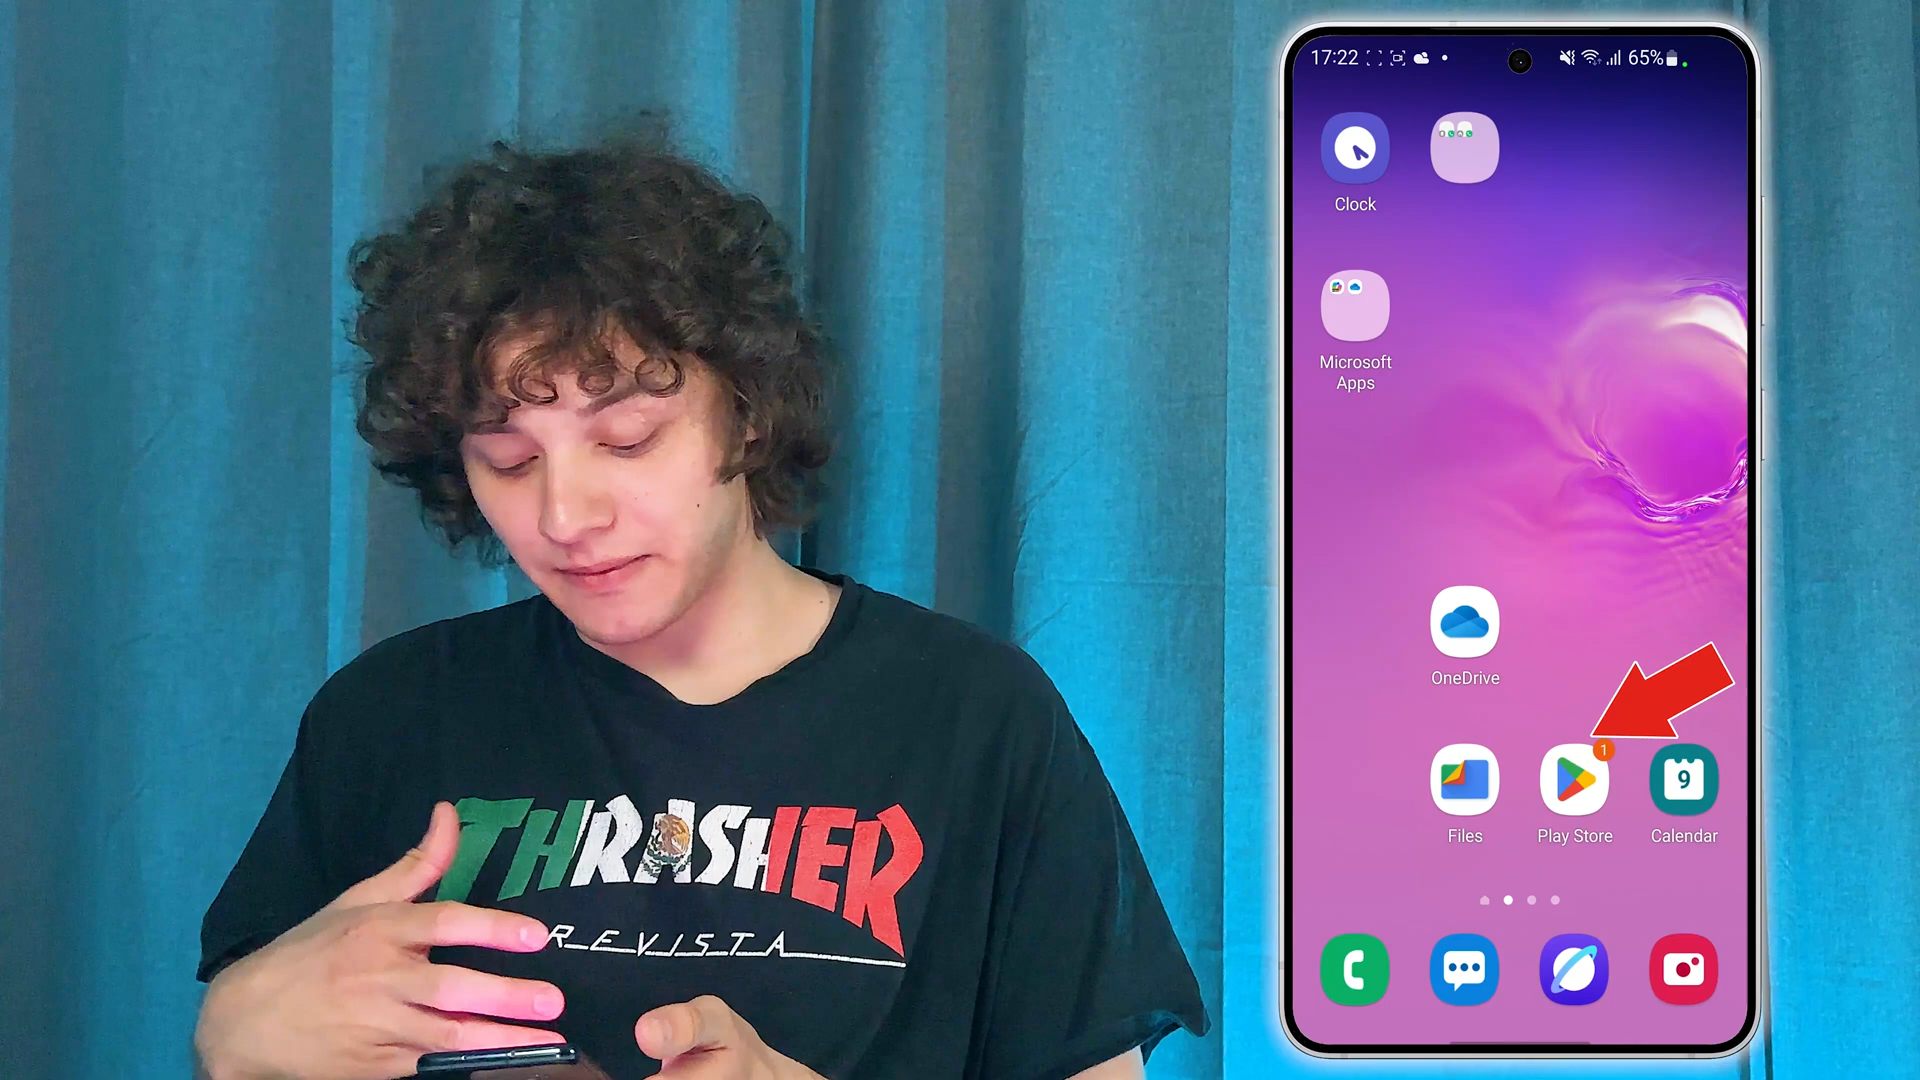 THRASHER
REVISTA
17:22
65%
Clock
Microsoft
Apps
OneDrive
1
9
Files
Play Store
Calendar